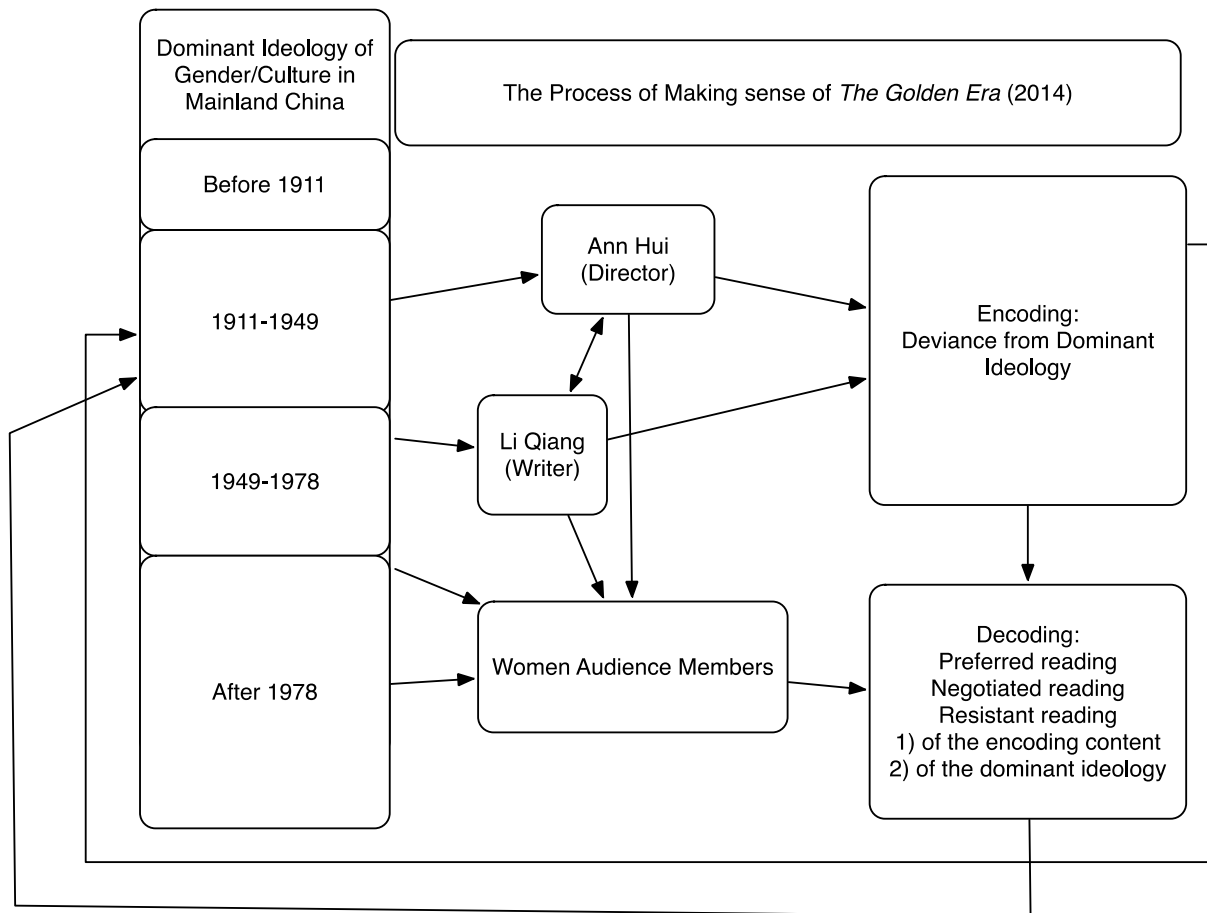 Dominant Ideology of
Gender/Culture in
Mainland China
The Process of Making sense of The Golden Era (2014)
Before 1911
1911-1949
1949-1978
After 1978
Ann Hui
(Director)
Li Qiang
(Writer)
Women Audience Members
Encoding:
Deviance from Dominant
Ideology
Decoding:
Preferred reading
Negotiated reading
Resistant reading
1) of the encoding content
2) of the dominant ideology